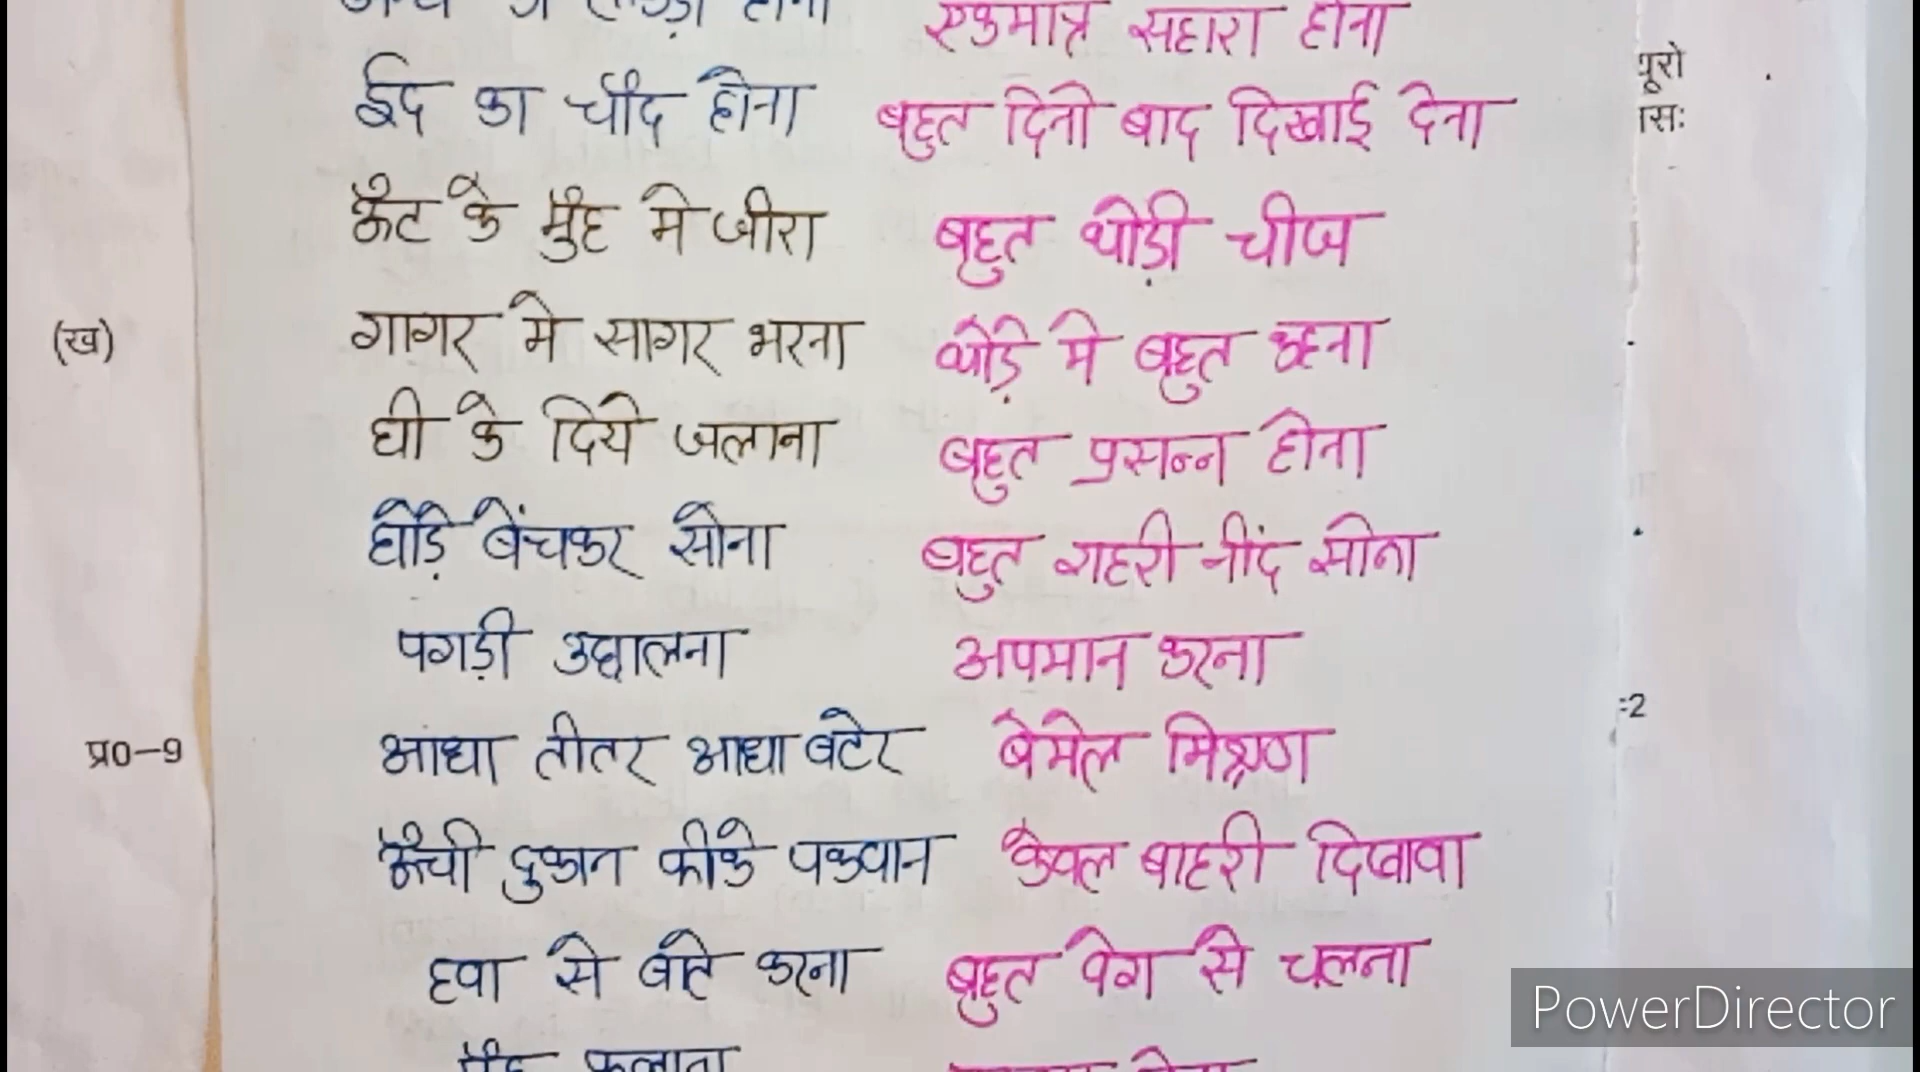 एकमात्र सहारा होना
ईद का चाँद होना बहुत दिनो बाद दिखाई देना
ऊँट के मुँह मे जीरा बहुत थोड़ी चीज
गागर मे सागर भरना थोड़े मे बहुत कहना
घी के दिये जलाना बहुत प्रसन्न होना
घोड़े बेंचकर सोना बहुत गहरी नींद सोना
पगड़ी उछालना अपमान करना
आधा तीतर आधा बटेर बेमेल मिश्रण
ऊँची दुकान फीके पकवान केवल बाहरी दिखावा
हवा से बाते करना बहुत वेग से चलना
(ख)
प्र0-9
पूरो
सः
=2
PowerDirector